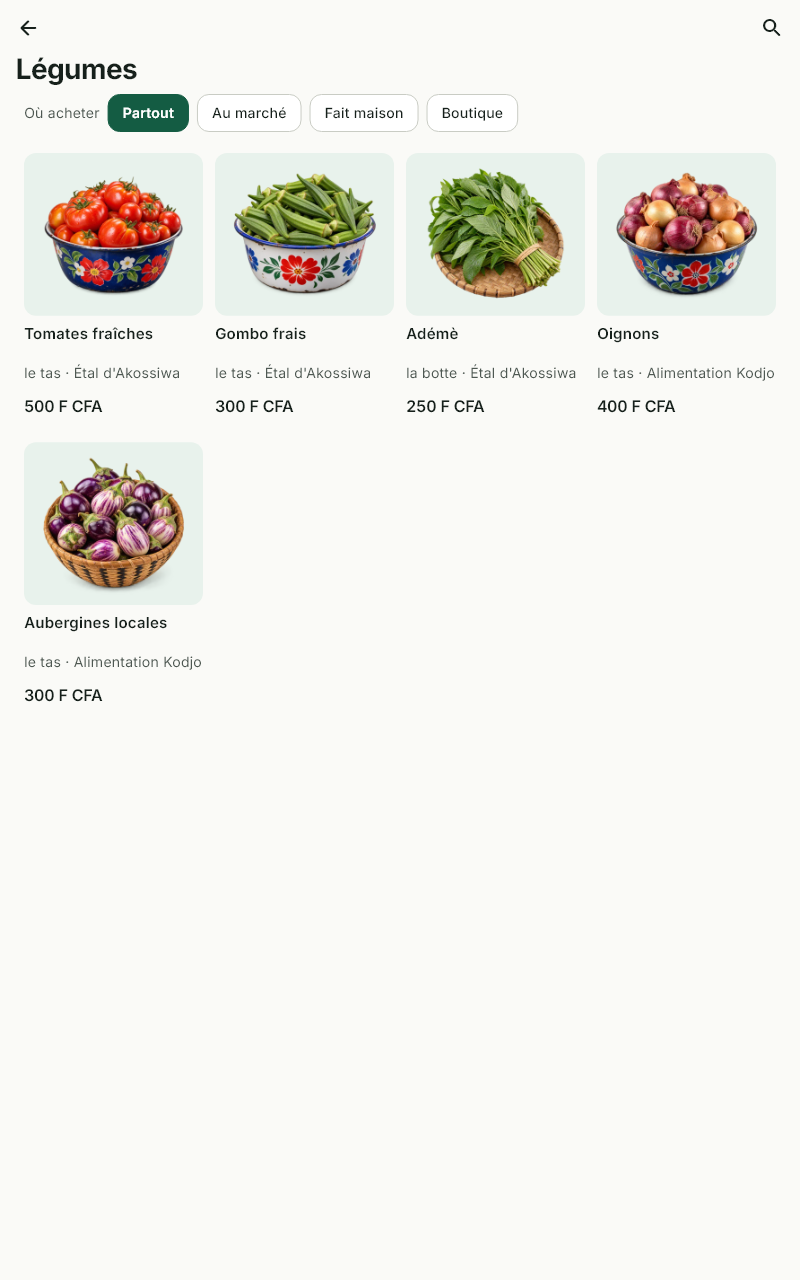 Légumes
Où acheter Partout Au marché Fait maison Boutique
Tomates fraîches
le tas · Étal d'Akossiwa
500 F CFA
Gombo frais
le tas · Étal d'Akossiwa
300 F CFA
Adémè
la botte · Étal d'Akossiwa
250 F CFA
Oignons
le tas · Alimentation Kodjo
400 F CFA
Aubergines locales
le tas · Alimentation Kodjo
300 F CFA